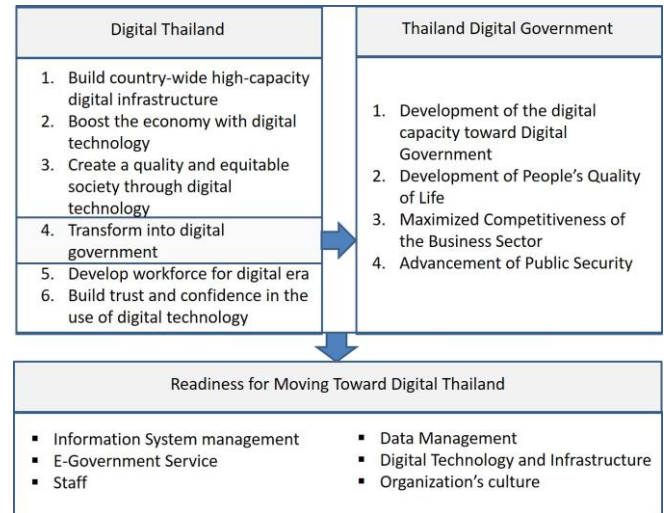 Digital Thailand
1. Build country-wide high-capacity
digital infrastructure
2. Boost the economy with digital
technology
3. Create a quality and equitable
society through digital
technology
4. Transform into digital
government
5. Develop workforce for digital era
6. Build trust and confidence in the
use of digital technology
Thailand Digital Government
1. Development of the digital
capacity toward Digital
Government
2. Development of People's Quality
of Life
3. Maximized Competitiveness of
the Business Sector
4. Advancement of Public Security
Readiness for Moving Toward Digital Thailand
▪ Information System management
▪ E-Government Service
▪ Staff
▪ Data Management
▪ Digital Technology and Infrastructure
▪ Organization's culture